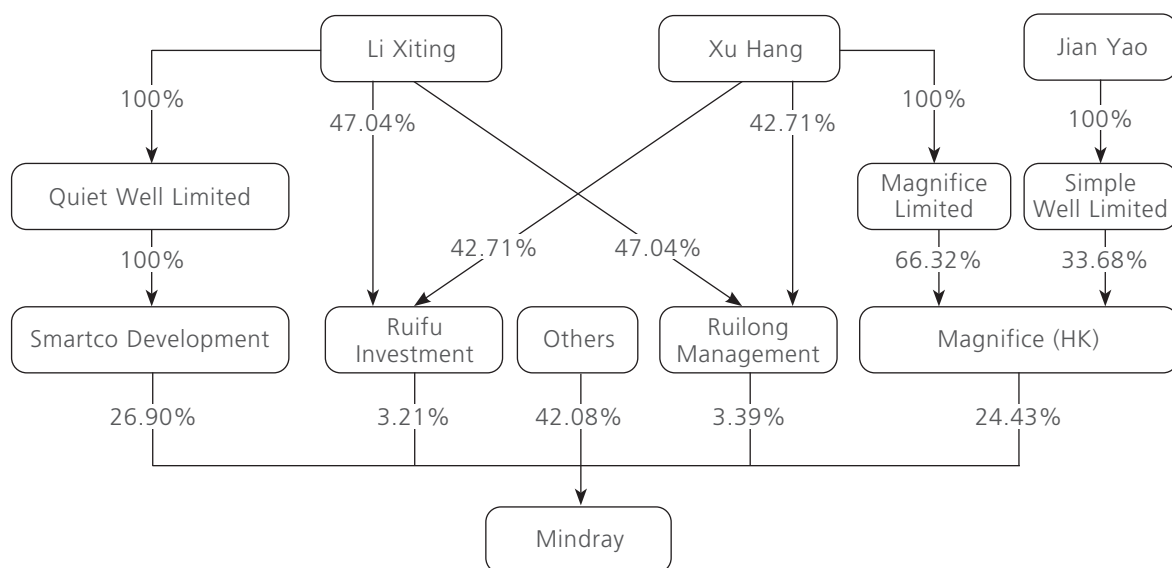 Li Xiting
Xu Hang
Jian Yao
100%
47.04%
42.71%
100%
100%
Quiet Well Limited
Magnifice
Limited
Simple
Well Limited
100%
42.71%
47.04%
66.32%
33.68%
Smartco Development
Ruifu
Investment
Others
Ruilong
Management
Magnifice (HK)
26.90%
3.21%
42.08%
3.39%
24.43%
Mindray